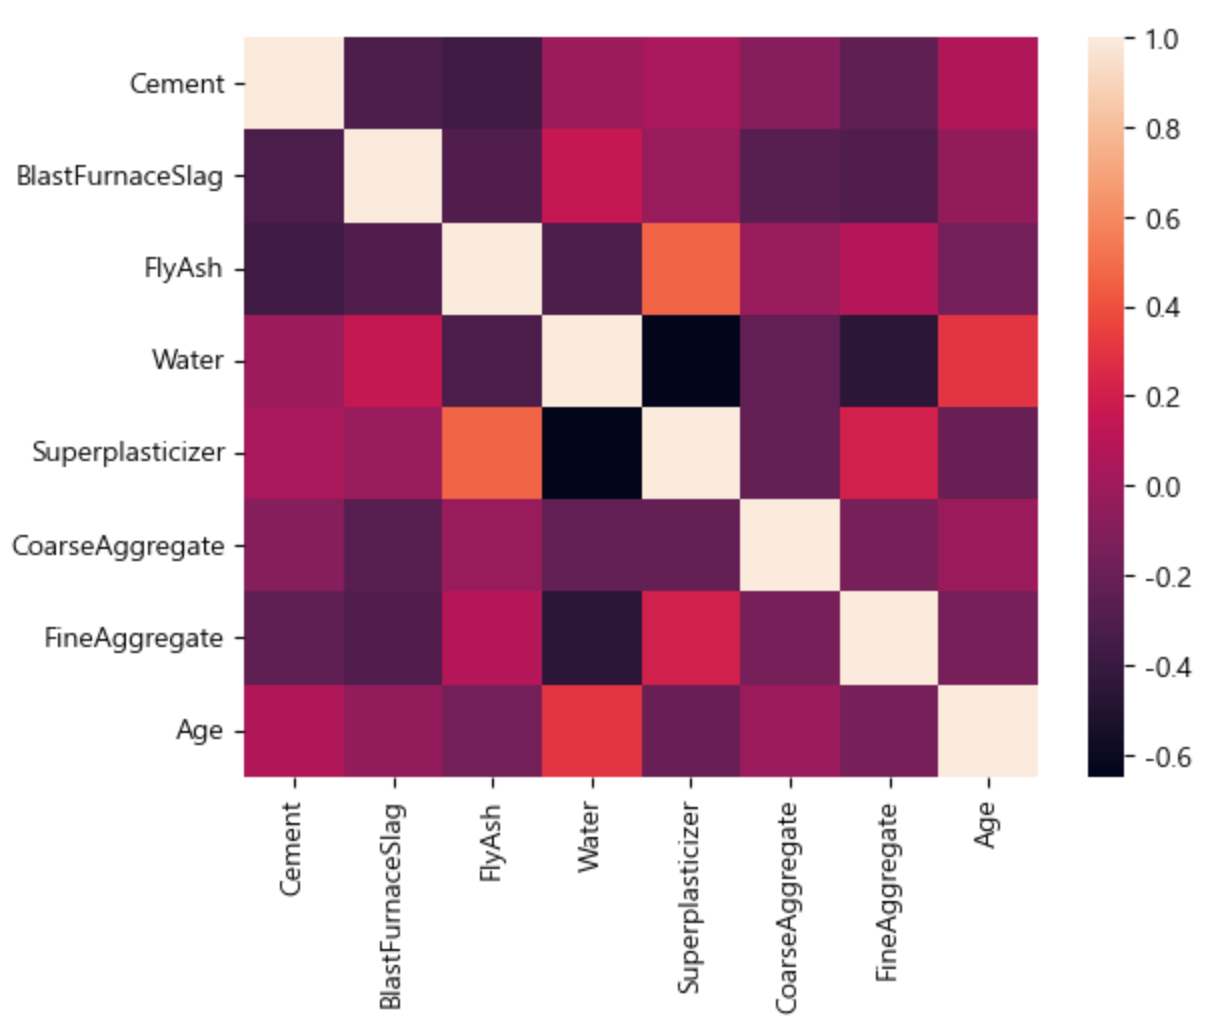 Cement
BlastFurnaceSlag
FlyAsh
Water
Superplasticizer
CoarseAggregate
FineAggregate
Age
Cement
BlastFurnaceSlag
FlyAsh
Water
Superplasticizer
CoarseAggregate
FineAggregate
Age
1.0
0.8
0.6
0.4
0.2
0.0
-0.2
-0.4
-0.6